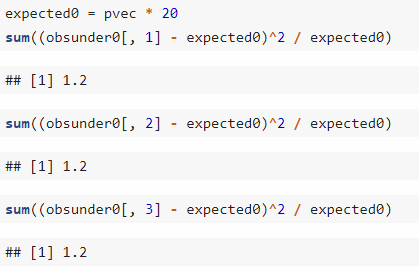 expected0 = pvec * 20
sum((obsunder0[, 1] - expected0)^2 / expected0)
## [1] 1.2
sum((obsunder0[, 2] - expected0)^2 / expected0)
## [1] 1.2
sum((obsunder0[, 3] - expected0)^2 / expected0)
## [1] 1.2